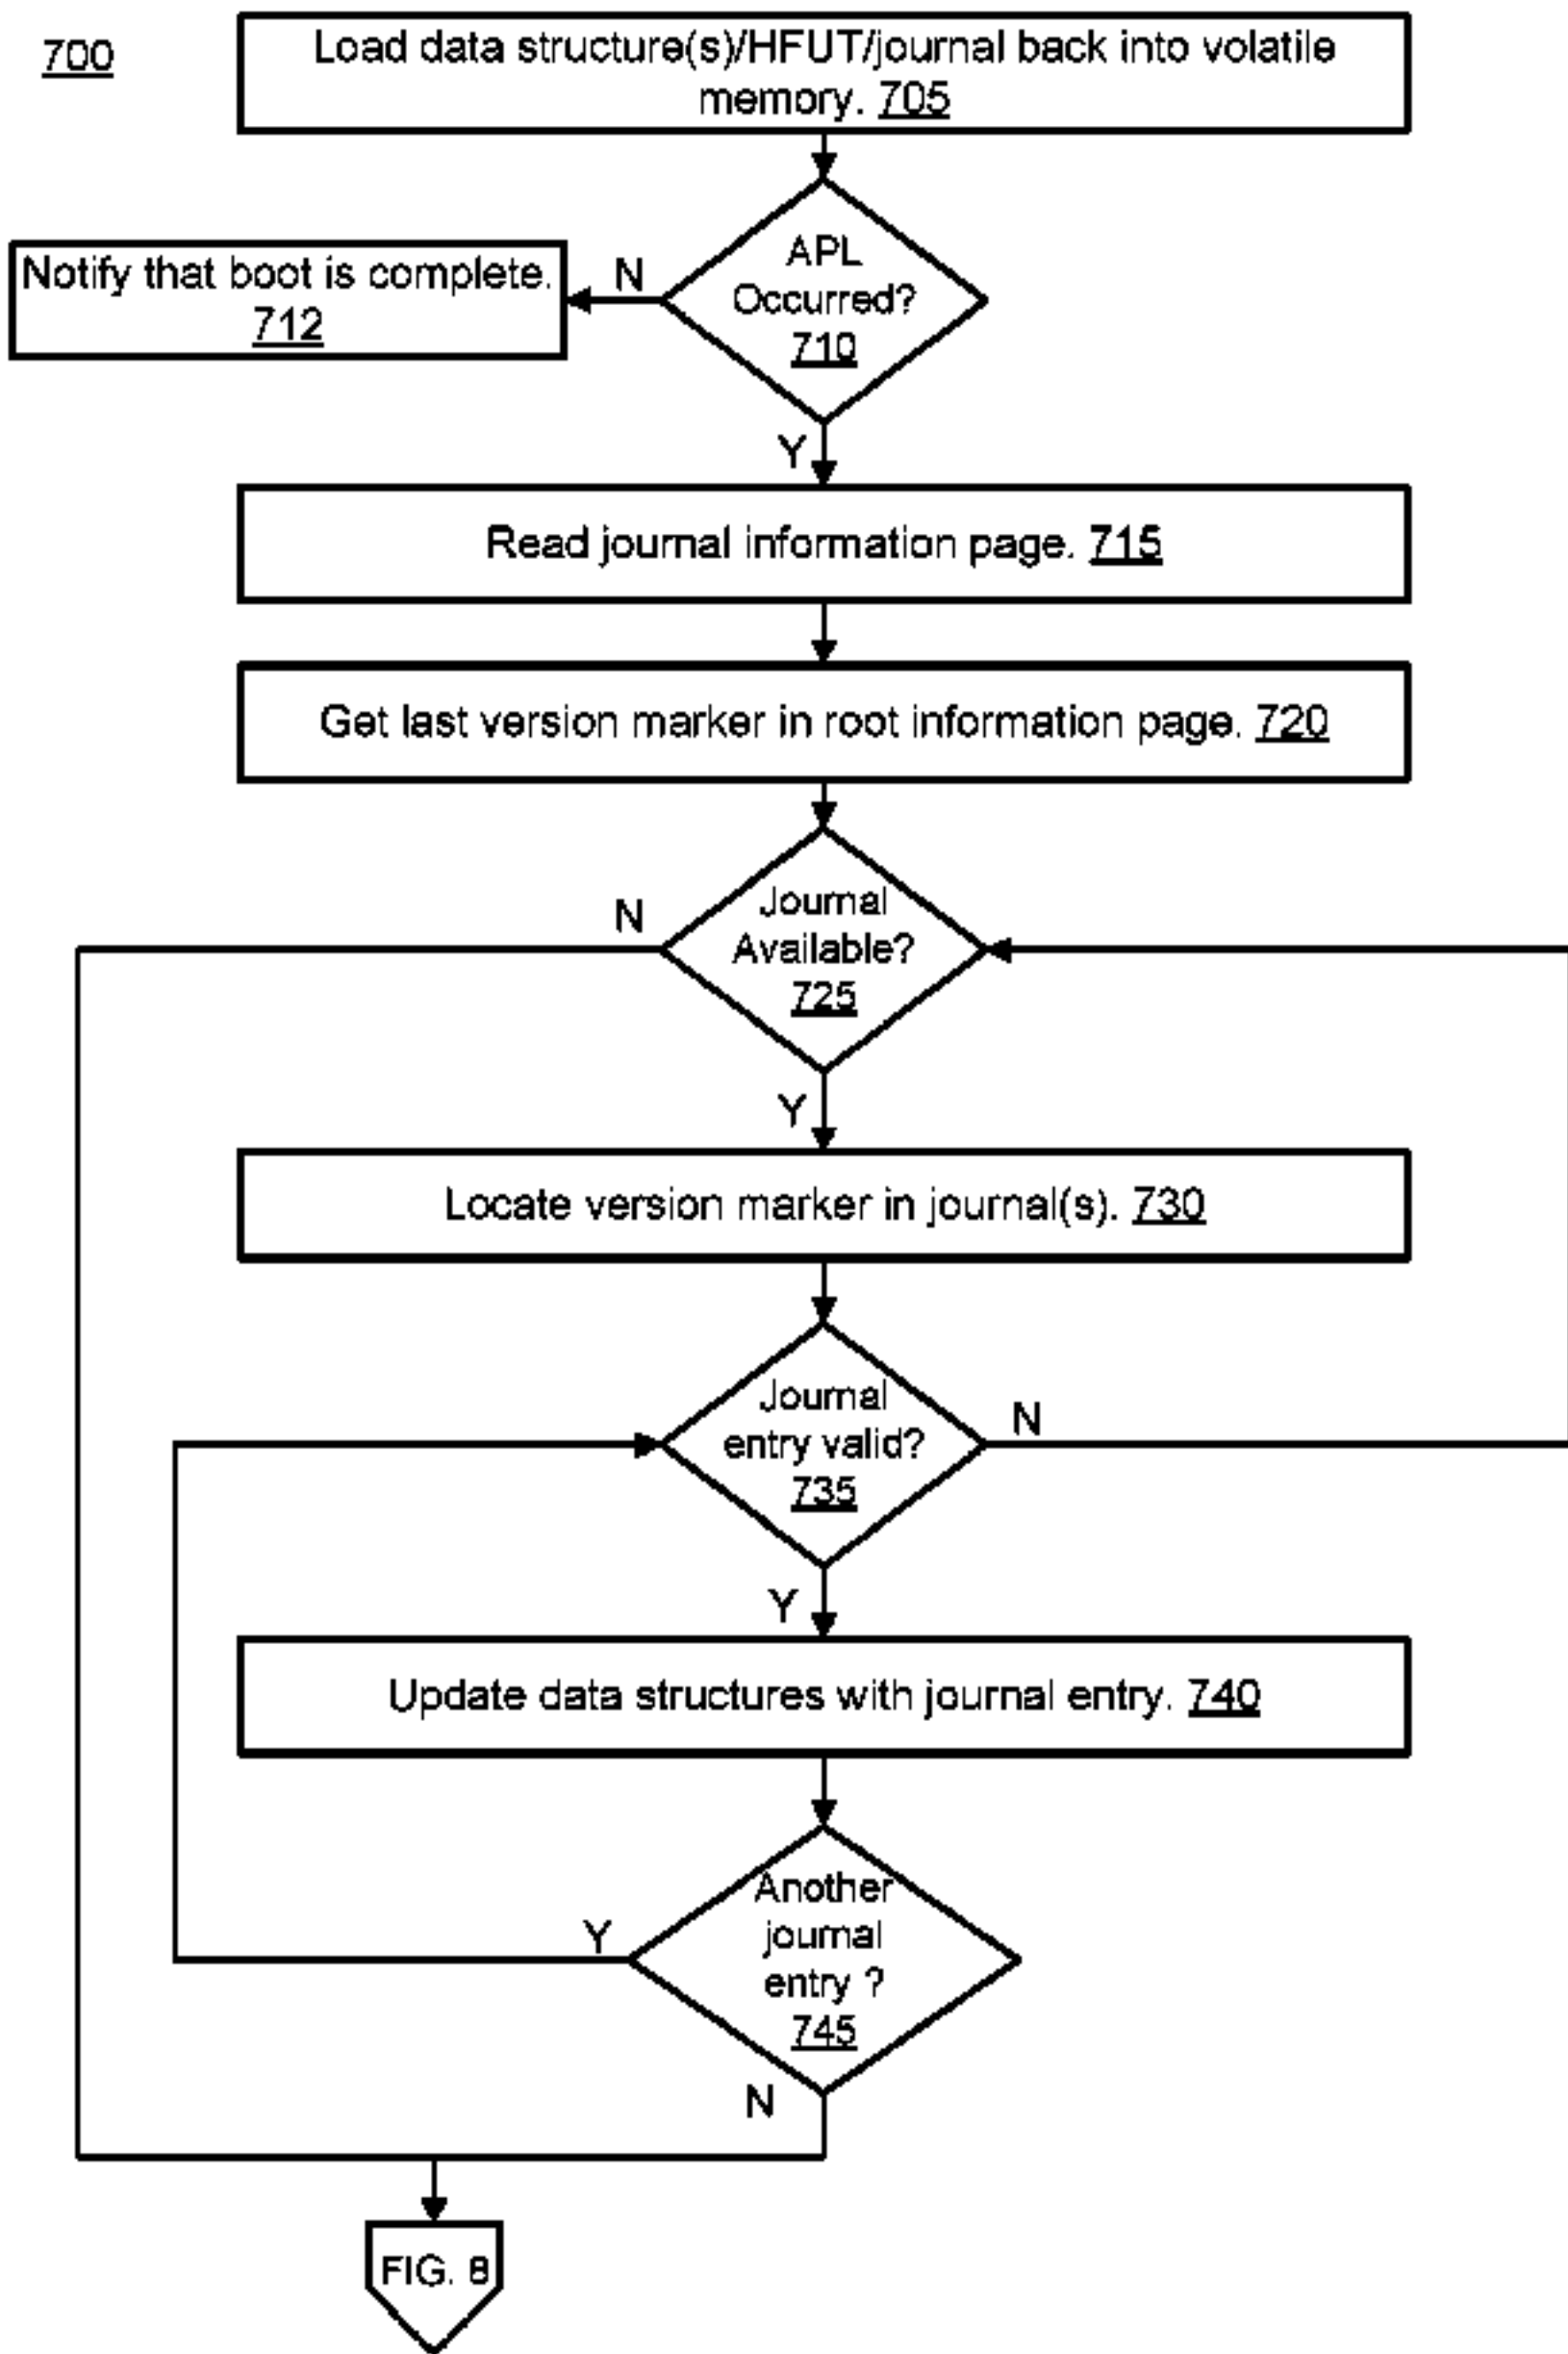 700
Load data structure(s)/HFUT/journal back into volatile
memory. 705
APL
Occurred?
710
N
Notify that boot is complete.
712
Y
Read journal information page. 715
Get last version marker in root information page. 720
Journal
Available?
725
N
Y
Locate version marker in journal(s). 730
Journal
entry valid?
735
N
Y
Update data structures with journal entry. 740
Another
journal
entry ?
745
Y
N
FIG. 8